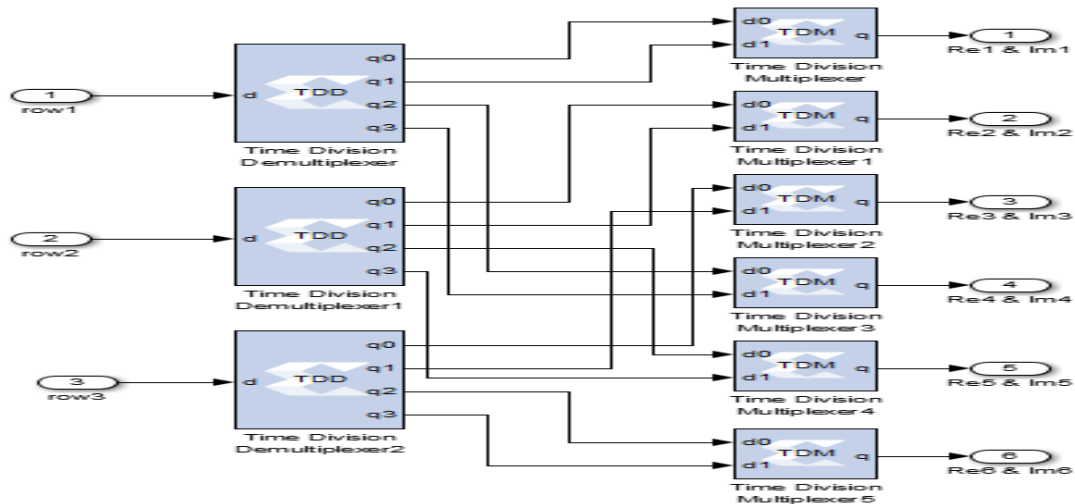 1
row1
d
TDD
q0
q1
q2
q3
Time Division
Demultiplexer
2
row2
d
TDD
q0
q1
q2
q3
Time Division
Demultiplexer1
3
row3
d
TDD
q0
q1
q2
q3
Time Division
Demultiplexer2
d0
d1
TDM
q
Time Division
Multiplexer
1
Re1 & Im1
d0
d1
TDM
q
Time Division
Multiplexer1
2
Re2 & Im2
d0
d1
TDM
q
Time Division
Multiplexer2
3
Re3 & Im3
d0
d1
TDM
q
Time Division
Multiplexer3
4
Re4 & Im4
d0
d1
TDM
q
Time Division
Multiplexer4
5
Re5 & Im5
d0
d1
TDM
q
Time Division
Multiplexer5
6
Re6 & Im6